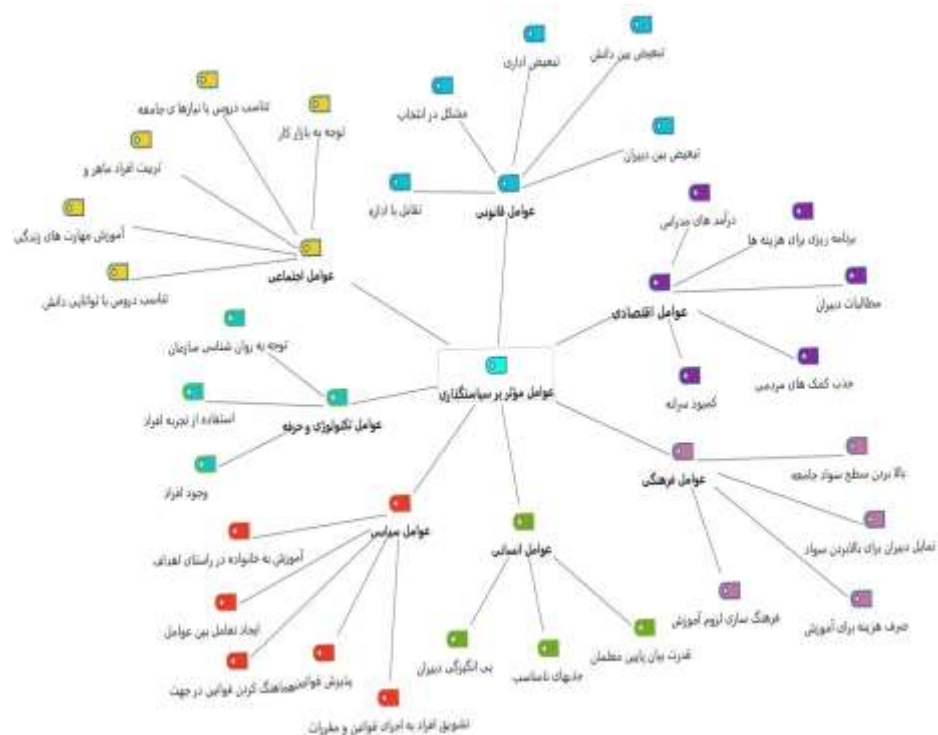 تبعیض بین دانش
تبعیض اداری
مشکل در انتخاب
تبعیض بین دبیران
تقابل با اداره
عوامل قانونی
تناسب دروس با نیازها ی جامعه
توجه به بازار کار
تربیت افراد ماهر و
آموزش مهارت های زندگی
تناسب دروس با توانایی دانش
عوامل اجتماعی
درآمد های مدارس
برنامه ریزی برای هزینه ها
مطالبات دبیران
جذب کمک های مردمی
کمبود سرانه
عوامل اقتصادی
عوامل مؤثر بر سیاستگذاری
توجه به روان شناسی سازمان
استفاده از تجربه افراد
وجود افراد
عوامل تکنولوژی و حرفه
عوامل فرهنگی
بالا بردن سطح سواد جامعه
تمایل دبیران برای بالابردن سواد
صرف هزینه برای آموزش
فرهنگ سازی لزوم آموزش
عوامل سیاسی
آموزش به خانواده در راستای اهداف
ایجاد تعامل بین عوامل
هماهنگ کردن قوانین در جهت
پذیرش قوانین
تشویق افراد به اجرای قوانین و مقررات
عوامل انسانی
بی انگیزگی دبیران
نامناسب
قدرت بیان پایین معلمان